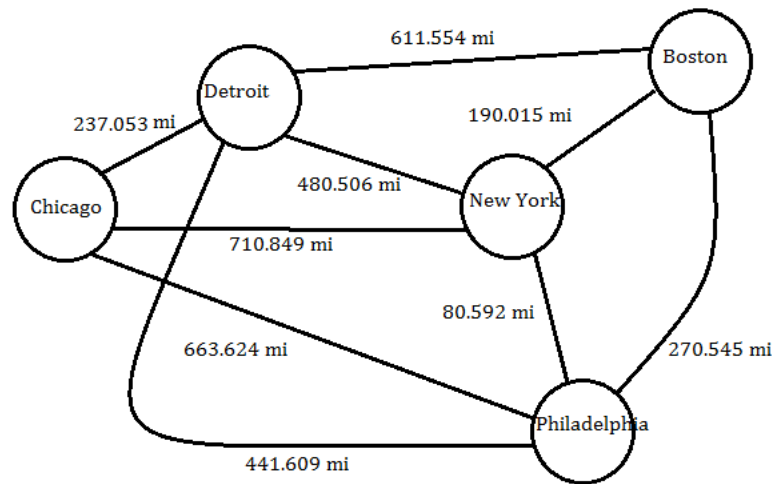 611.554 mi
Boston
Detroit
237.053 mi
190.015 mi
480.506 mi
New York
Chicago
710.849 mi
80.592 mi
663.624 mi
270.545 mi
Philadelphia
441.609 mi